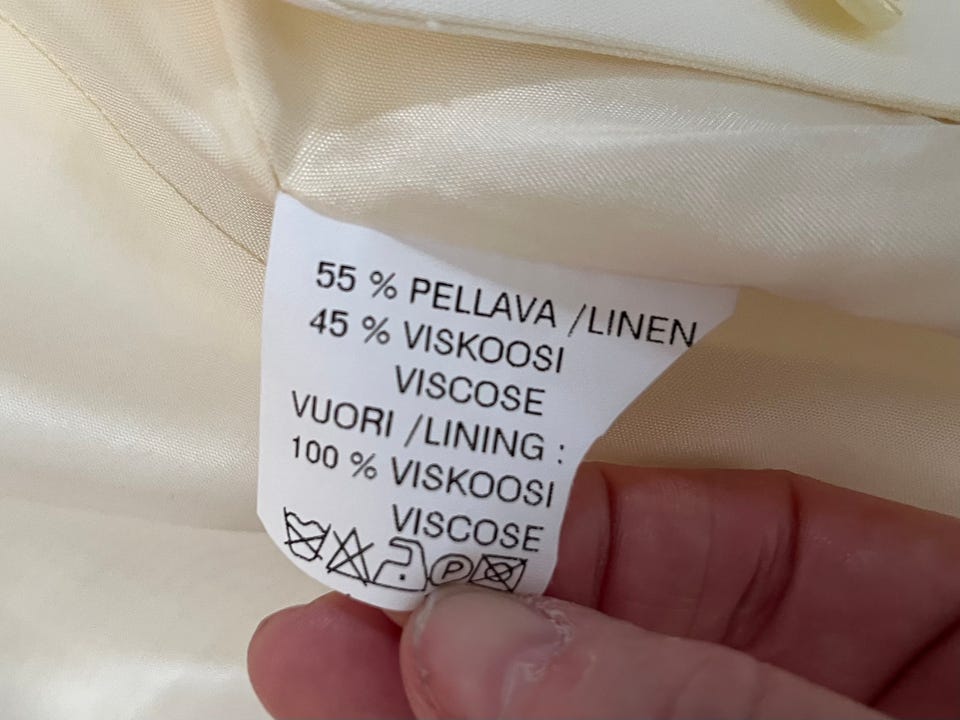 55 % PELLAVA /LINEN
45 % VISKOOSI
VISCOSE
VUORI /LINING :
100 % VISKOOSI
VISCOSE
P